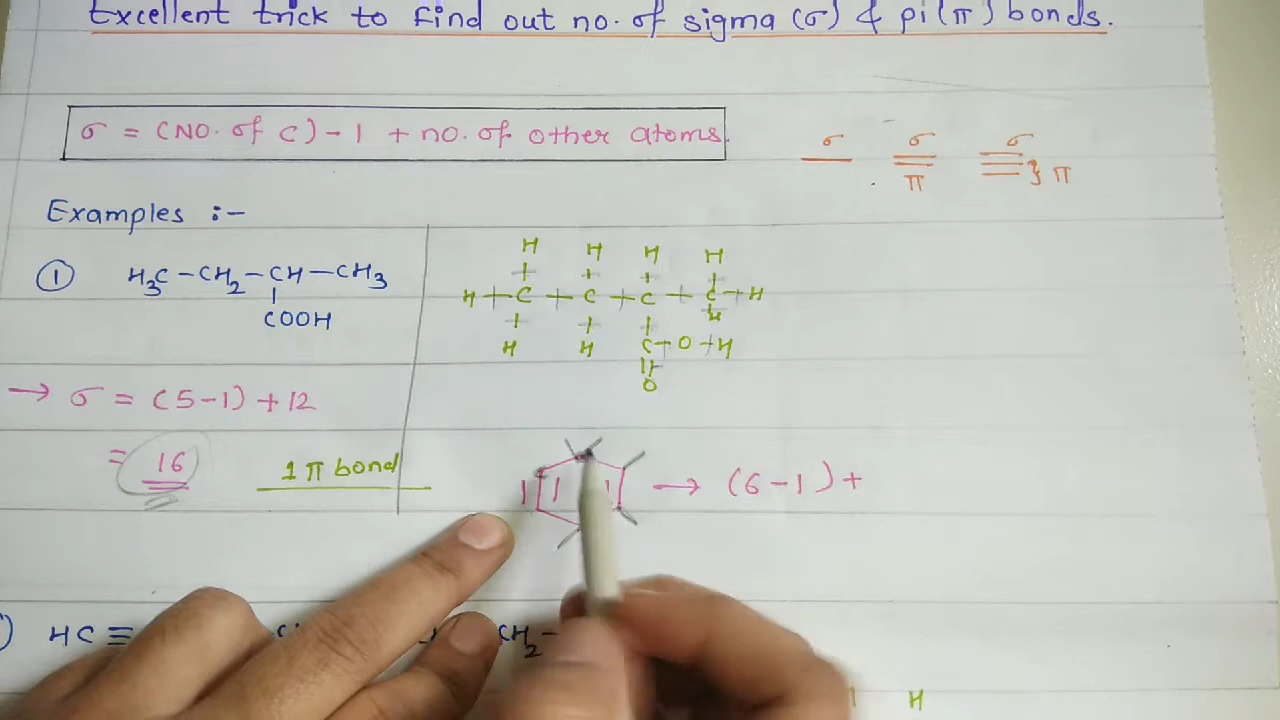 Excellent trick to find out no. of sigma (σ) & pi (π) bonds.
σ = (NO. of C) - 1 + no. of other atoms.
σ σ σ
π } π
Examples :-
① H₃C - CH₂ - CH - CH₃
COOH
H H H H
H C C C C H
H H C O H H
O
→ σ = (5-1) + 12
= 16 1 π bond
→ (6-1) +
HC ≡ CH₂ -
H